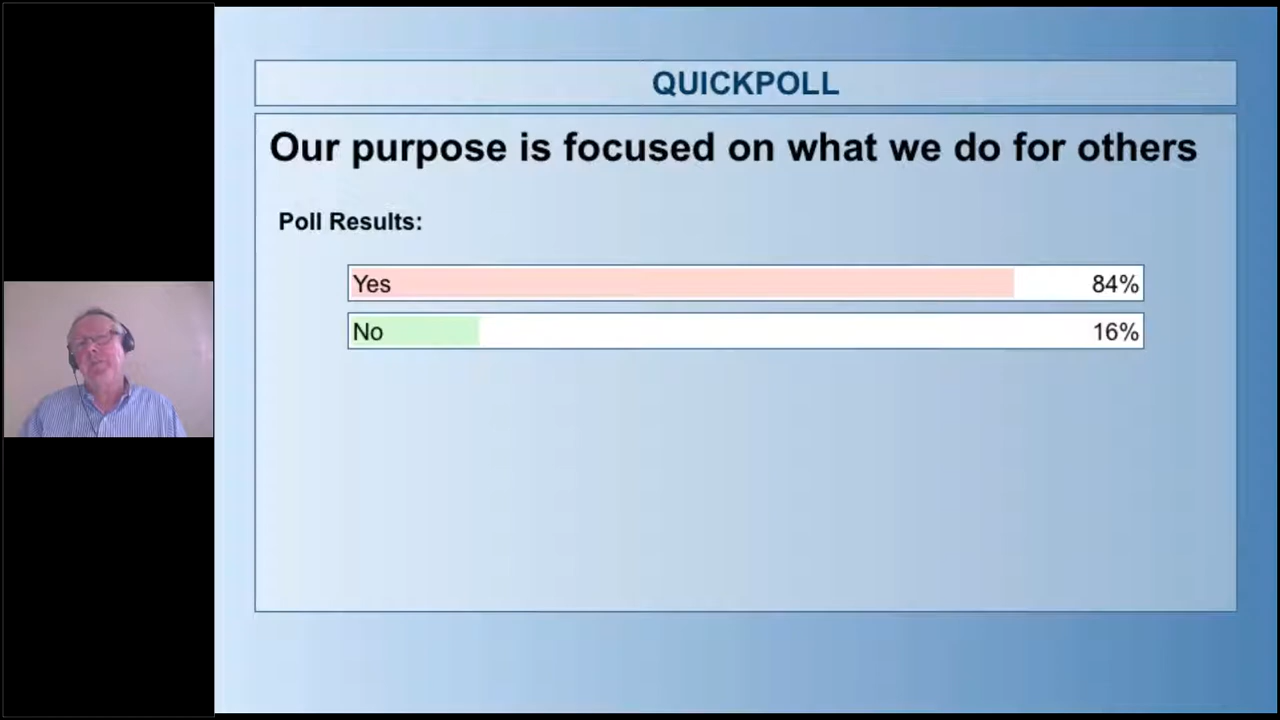 QUICKPOLL
Our purpose is focused on what we do for others
Poll Results:
Yes 84%
No 16%